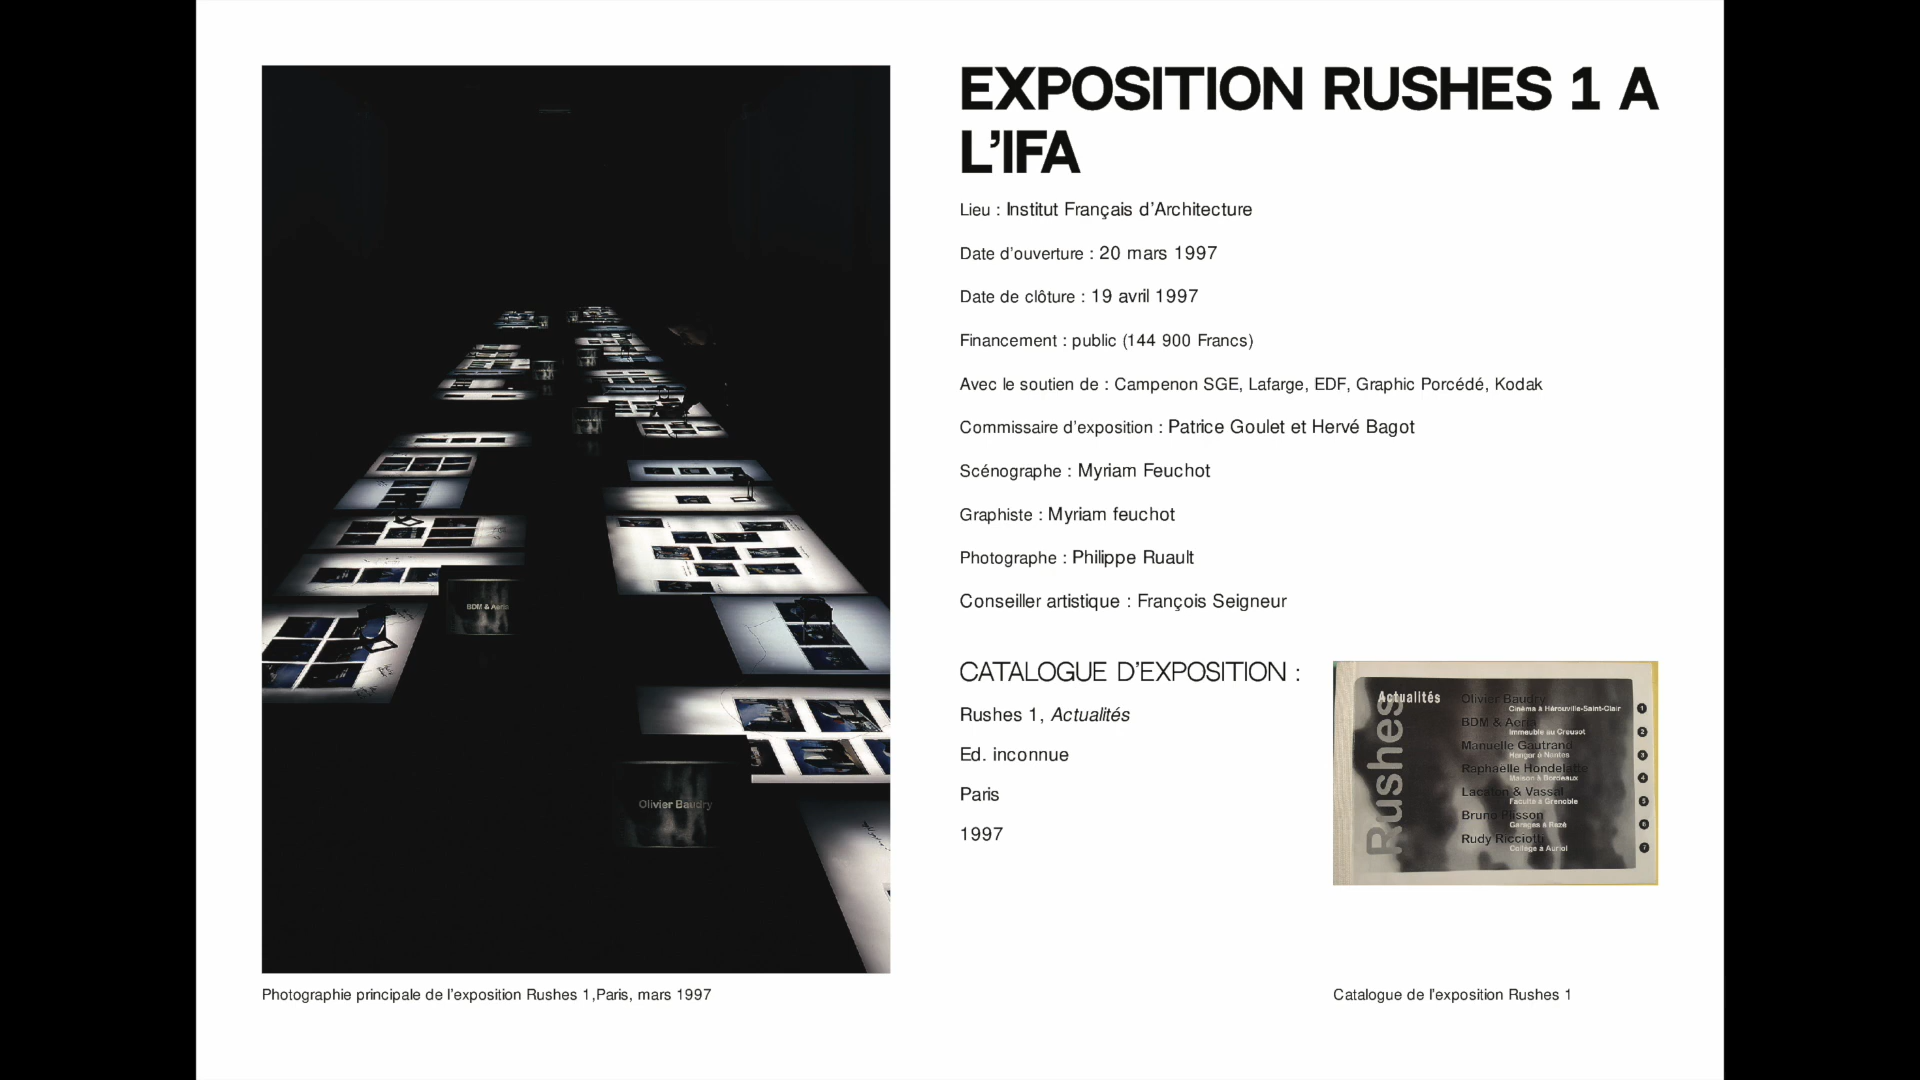 EXPOSITION RUSHES 1 A
L’IFA
Lieu : Institut Français d’Architecture
Date d’ouverture : 20 mars 1997
Date de clôture : 19 avril 1997
Financement : public (144 900 Francs)
Avec le soutien de : Campenon SGE, Lafarge, EDF, Graphic Porcédé, Kodak
Commissaire d’exposition : Patrice Goulet et Hervé Bagot
Scénographe : Myriam Feuchot
Graphiste : Myriam feuchot
Photographe : Philippe Ruault
Conseiller artistique : François Seigneur
BDM & Aeria
Olivier Baudry
Photographie principale de l’exposition Rushes 1,Paris, mars 1997
CATALOGUE D’EXPOSITION :
Rushes 1, Actualités
Ed. inconnue
Paris
1997
Rushes
Actualités
Olivier Baudry
Cinéma à Hérouville-Saint-Clair 1
BDM & Aeria
Immeuble au Creusot 2
Manuelle Gautrand
Hangar à Nantes 3
Raphaëlle Hondelatte
Maison à Bordeaux 4
Lacaton & Vassal
Faculté à Grenoble 5
Bruno Plisson
Garages à Rezé 6
Rudy Ricciotti
Collège à Auriol 7
Catalogue de l’exposition Rushes 1